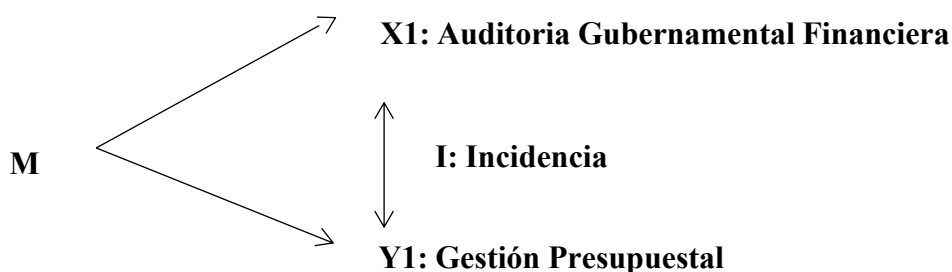 X1: Auditoria Gubernamental Financiera
M
I: Incidencia
Y1: Gestión Presupuestal